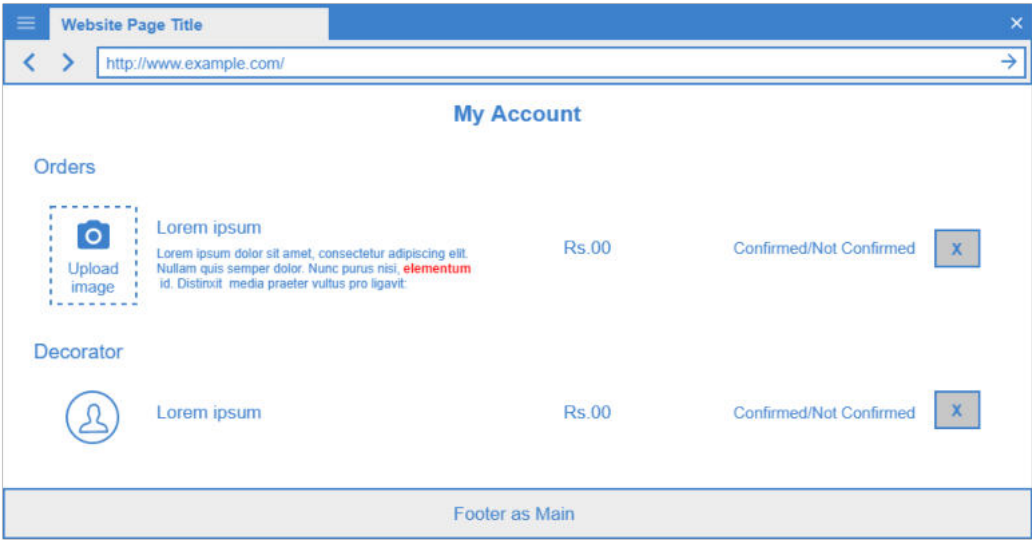 Website Page Title
×
http://www.example.com/
My Account
Orders
Upload
image
Lorem ipsum
Lorem ipsum dolor sit amet, consectetur adipiscing elit.
Nullam quis semper dolor. Nunc purus nisi, elementum
id. Distinxit media praeter vultus pro ligavit:
Rs.00
Confirmed/Not Confirmed
X
Decorator
Lorem ipsum
Rs.00
Confirmed/Not Confirmed
X
Footer as Main